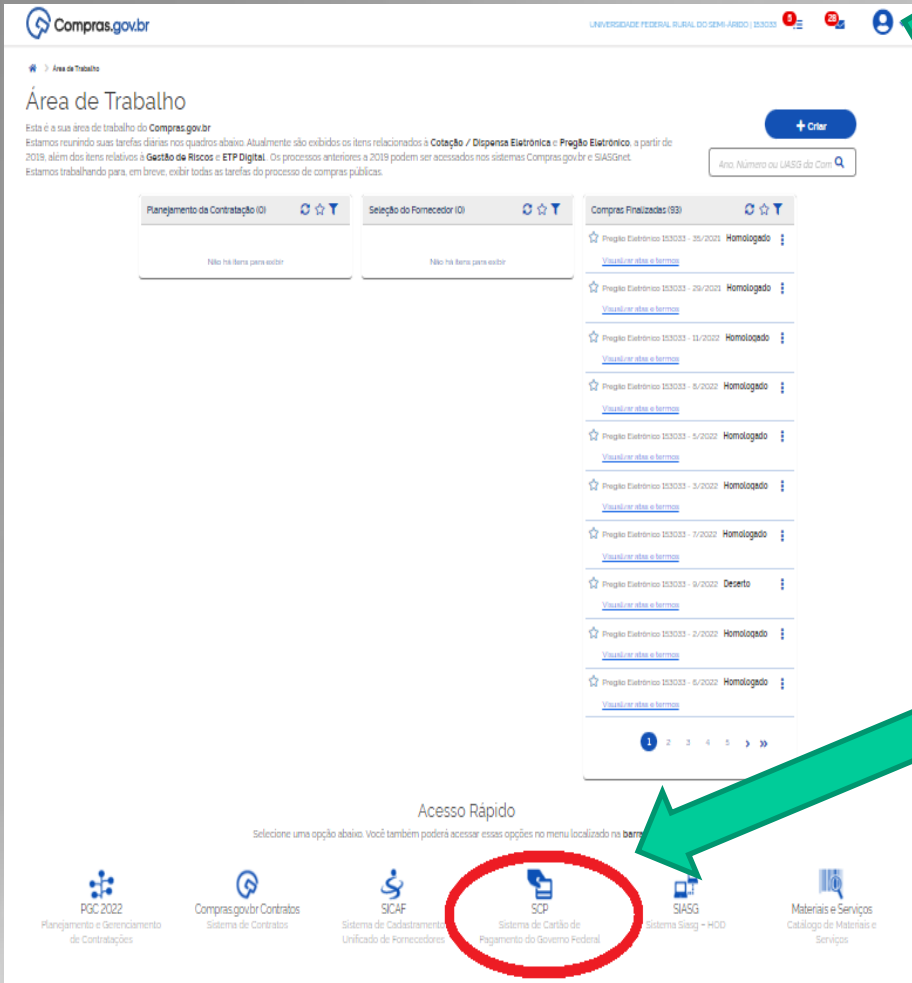 Compras.gov.br
UNIVERSIDADE FEDERAL RURAL DO SEMI-ÁRIDO | 153033
5
28
Área de Trabalho
Área de Trabalho
Esta é a sua área de trabalho do Compras.gov.br
Estamos reunindo suas tarefas diárias nos quadros abaixo. Atualmente são exibidos os itens relacionados à Cotação / Dispensa Eletrônica e Pregão Eletrônico, a partir de
2019, além dos itens relativos à Gestão de Riscos e ETP Digital. Os processos anteriores a 2019 podem ser acessados nos sistemas Compras.gov.br e SIASGnet.
Estamos trabalhando para, em breve, exibir todas as tarefas do processo de compras públicas.
+ Criar
Ano, Número ou UASG da Com
Planejamento da Contratação (0)
Não há itens para exibir
Seleção do Fornecedor (0)
Não há itens para exibir
Compras Finalizadas (93)
Pregão Eletrônico 153033 - 35/2021 Homologado
Visualizar atas e termos
Pregão Eletrônico 153033 - 29/2021 Homologado
Visualizar atas e termos
Pregão Eletrônico 153033 - 11/2022 Homologado
Visualizar atas e termos
Pregão Eletrônico 153033 - 8/2022 Homologado
Visualizar atas e termos
Pregão Eletrônico 153033 - 5/2022 Homologado
Visualizar atas e termos
Pregão Eletrônico 153033 - 3/2022 Homologado
Visualizar atas e termos
Pregão Eletrônico 153033 - 7/2022 Homologado
Visualizar atas e termos
Pregão Eletrônico 153033 - 9/2022 Deserto
Visualizar atas e termos
Pregão Eletrônico 153033 - 2/2022 Homologado
Visualizar atas e termos
Pregão Eletrônico 153033 - 6/2022 Homologado
Visualizar atas e termos
1 2 3 4 5 › »
Acesso Rápido
Selecione uma opção abaixo. Você também poderá acessar essas opções no menu localizado na barra
PGC 2022
Planejamento e Gerenciamento
de Contratações
Compras.gov.br Contratos
Sistema de Contratos
SICAF
Sistema de Cadastramento
Unificado de Fornecedores
SCP
Sistema de Cartão de
Pagamento do Governo Federal
SIASG
Sistema Siasg - HOD
Materiais e Serviços
Catálogo de Materiais e
Serviços